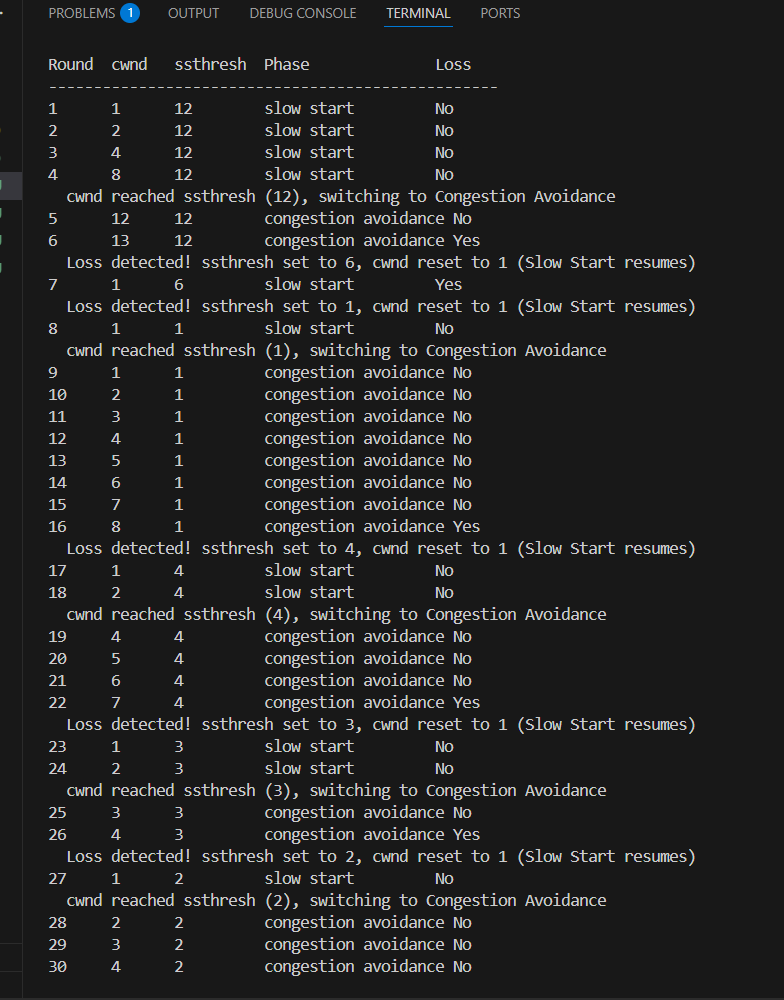 PROBLEMS 1 OUTPUT DEBUG CONSOLE TERMINAL PORTS
Round cwnd ssthresh Phase Loss
--------------------------------------------------
1 1 12 slow start No
2 2 12 slow start No
3 4 12 slow start No
4 8 12 slow start No
cwnd reached ssthresh (12), switching to Congestion Avoidance
5 12 12 congestion avoidance No
6 13 12 congestion avoidance Yes
Loss detected! ssthresh set to 6, cwnd reset to 1 (Slow Start resumes)
7 1 6 slow start Yes
Loss detected! ssthresh set to 1, cwnd reset to 1 (Slow Start resumes)
8 1 1 slow start No
cwnd reached ssthresh (1), switching to Congestion Avoidance
9 1 1 congestion avoidance No
10 2 1 congestion avoidance No
11 3 1 congestion avoidance No
12 4 1 congestion avoidance No
13 5 1 congestion avoidance No
14 6 1 congestion avoidance No
15 7 1 congestion avoidance No
16 8 1 congestion avoidance Yes
Loss detected! ssthresh set to 4, cwnd reset to 1 (Slow Start resumes)
17 1 4 slow start No
18 2 4 slow start No
cwnd reached ssthresh (4), switching to Congestion Avoidance
19 4 4 congestion avoidance No
20 5 4 congestion avoidance No
21 6 4 congestion avoidance No
22 7 4 congestion avoidance Yes
Loss detected! ssthresh set to 3, cwnd reset to 1 (Slow Start resumes)
23 1 3 slow start No
24 2 3 slow start No
cwnd reached ssthresh (3), switching to Congestion Avoidance
25 3 3 congestion avoidance No
26 4 3 congestion avoidance Yes
Loss detected! ssthresh set to 2, cwnd reset to 1 (Slow Start resumes)
27 1 2 slow start No
cwnd reached ssthresh (2), switching to Congestion Avoidance
28 2 2 congestion avoidance No
29 3 2 congestion avoidance No
30 4 2 congestion avoidance No